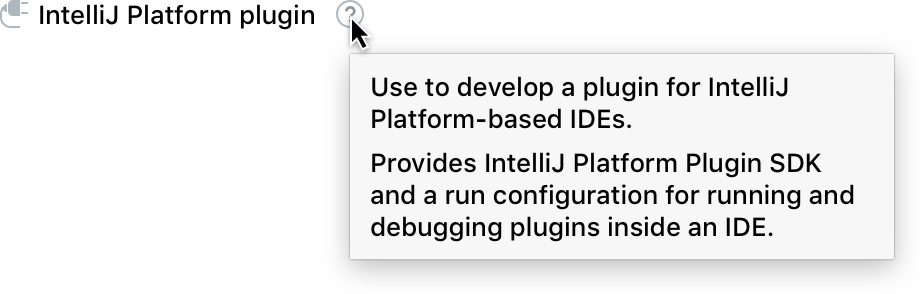 IntelliJ Platform plugin ?
Use to develop a plugin for IntelliJ
Platform-based IDEs.
Provides IntelliJ Platform Plugin SDK
and a run configuration for running and
debugging plugins inside an IDE.